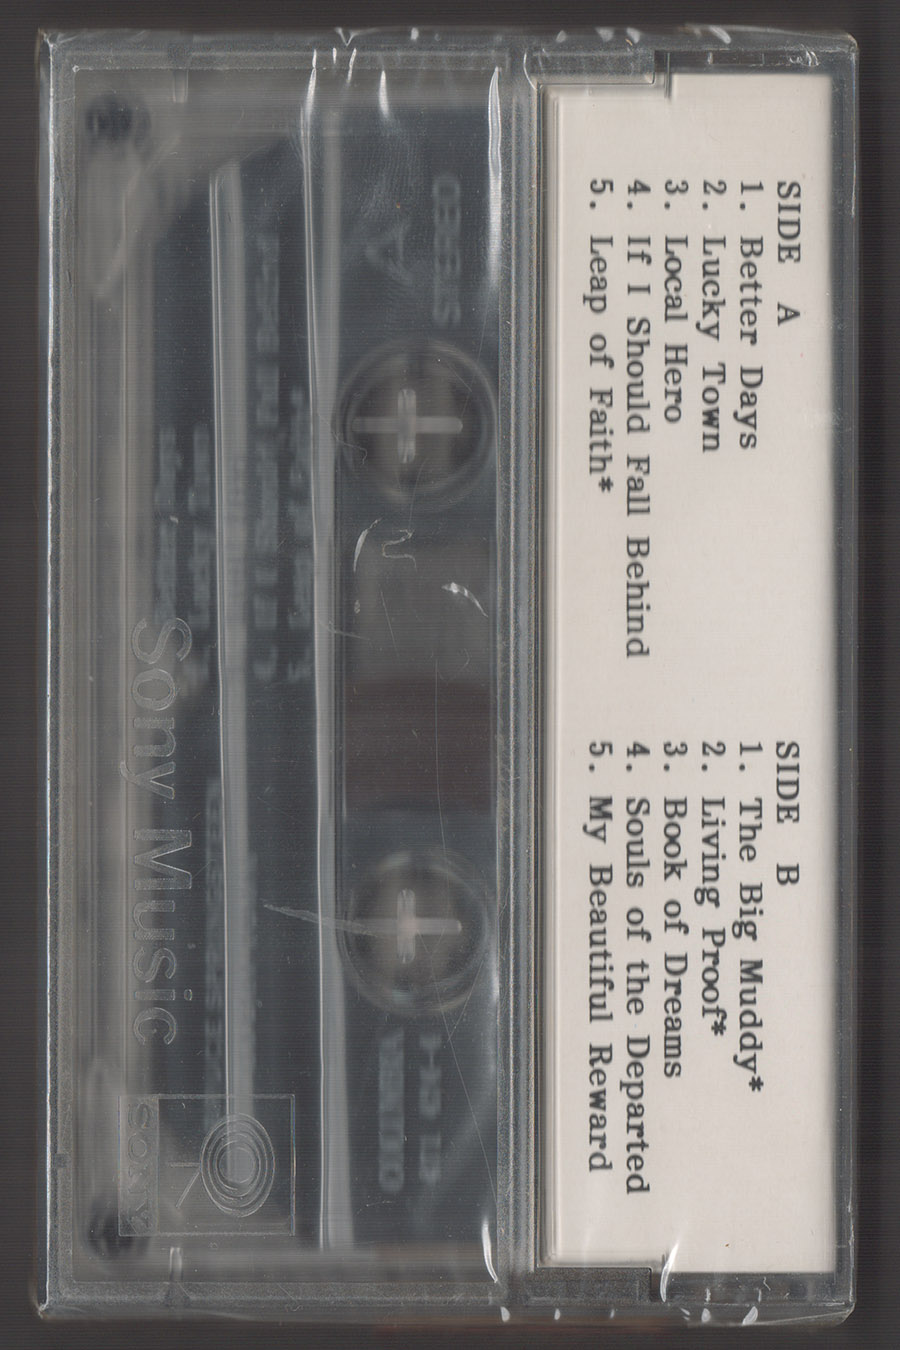 SIDE A
1. Better Days
2. Lucky Town
3. Local Hero
4. If I Should Fall Behind
5. Leap of Faith*
SIDE B
1. The Big Muddy*
2. Living Proof*
3. Book of Dreams
4. Souls of the Departed
5. My Beautiful Reward
Sony Music
SONY